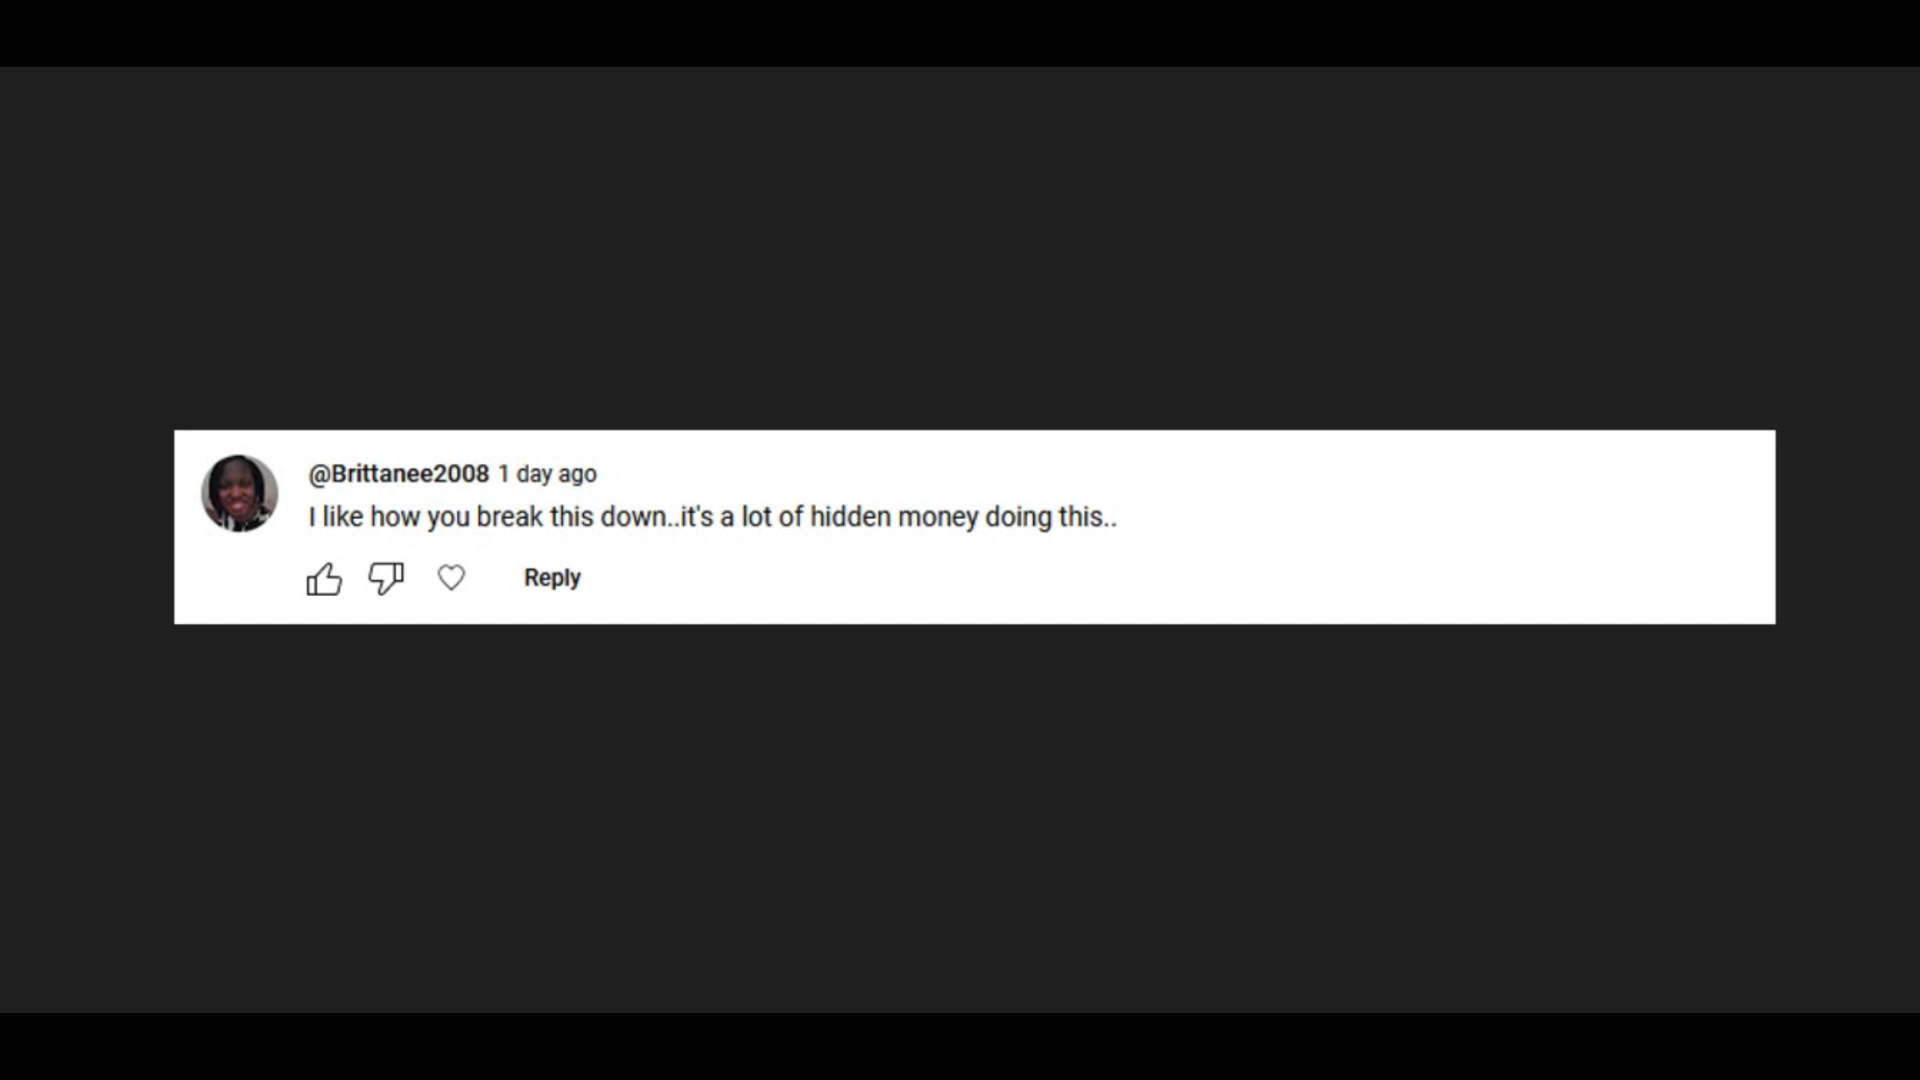 @Brittanee2008 1 day ago
I like how you break this down..it's a lot of hidden money doing this..
Reply